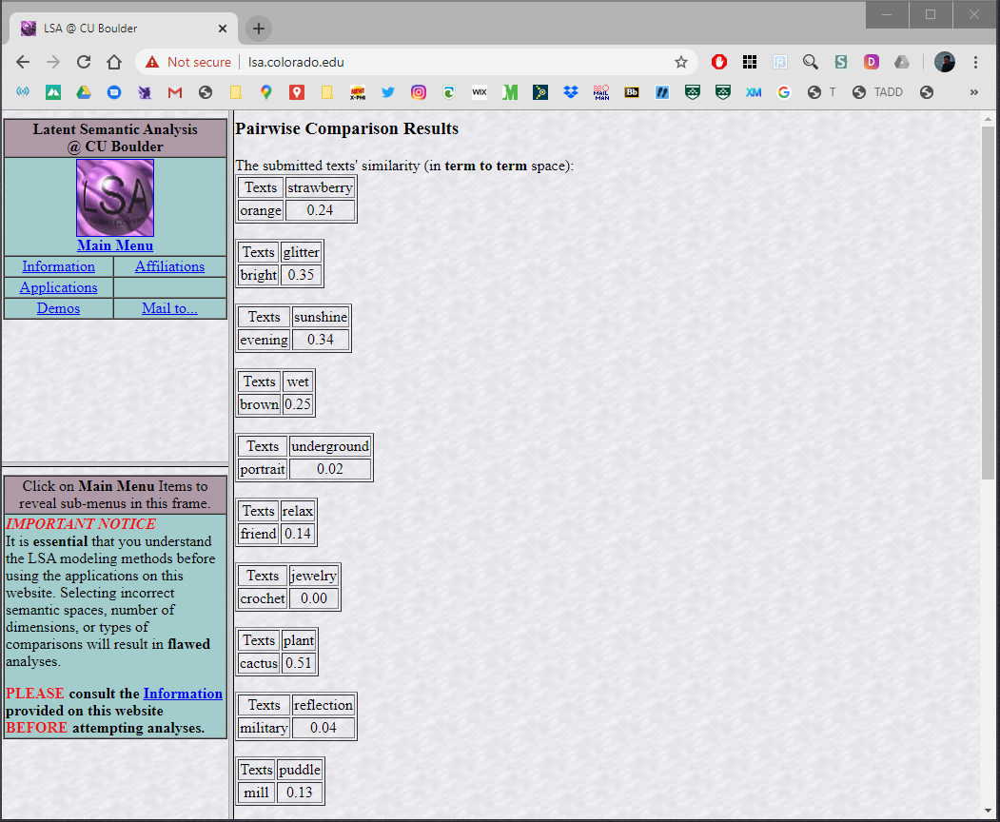 LSA @ CU Boulder
Not secure lsa.colorado.edu
T TADD
Latent Semantic Analysis
@ CU Boulder
LSA
Main Menu
Information Affiliations
Applications
Demos Mail to...
Click on Main Menu Items to
reveal sub-menus in this frame.
IMPORTANT NOTICE
It is essential that you understand
the LSA modeling methods before
using the applications on this
website. Selecting incorrect
semantic spaces, number of
dimensions, or types of
comparisons will result in flawed
analyses.
PLEASE consult the Information
provided on this website
BEFORE attempting analyses.
Pairwise Comparison Results
The submitted texts' similarity (in term to term space):
Texts strawberry
orange 0.24
Texts glitter
bright 0.35
Texts sunshine
evening 0.34
Texts wet
brown 0.25
Texts underground
portrait 0.02
Texts relax
friend 0.14
Texts jewelry
crochet 0.00
Texts plant
cactus 0.51
Texts reflection
military 0.04
Texts puddle
mill 0.13